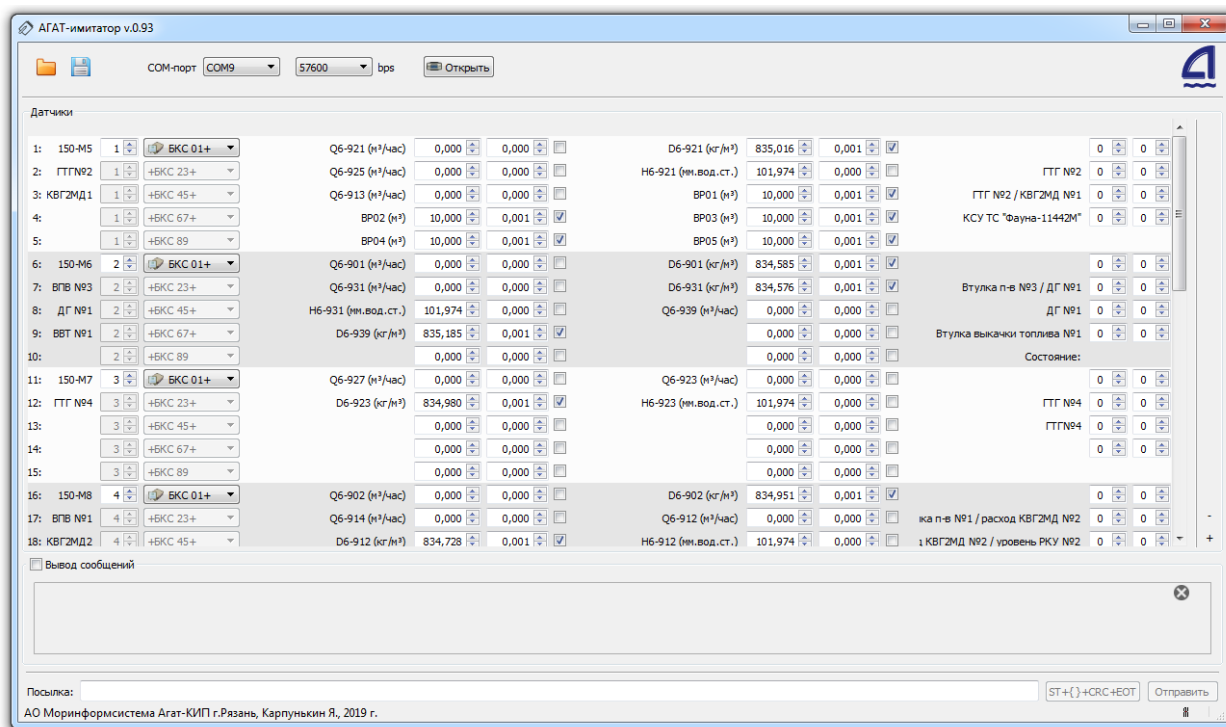 АГАТ-имитатор v.0.93
COM-порт COM9 57600 bps Открыть
Датчики
1: 150-М5 1 БКС 01+ Q6-921 (м³/час) 0,000 0,000 D6-921 (кг/м³) 835,016 0,001 0 0
2: ГТГ№2 1 +БКС 23+ Q6-925 (м³/час) 0,000 0,000 H6-921 (мм.вод.ст.) 101,974 0,000 ГТГ №2 0 0
3: КВГ2МД1 1 +БКС 45+ Q6-913 (м³/час) 0,000 0,000 ВР01 (м³) 10,000 0,001 ГТГ №2 / КВГ2МД №1 0 0
4: 1 +БКС 67+ ВР02 (м³) 10,000 0,001 ВР03 (м³) 10,000 0,001 КСУ ТС "Фауна-11442М" 0 0
5: 1 +БКС 89 ВР04 (м³) 10,000 0,001 ВР05 (м³) 10,000 0,001
6: 150-М6 2 БКС 01+ Q6-901 (м³/час) 0,000 0,000 D6-901 (кг/м³) 834,585 0,001 0 0
7: ВПВ №3 2 +БКС 23+ Q6-931 (м³/час) 0,000 0,000 D6-931 (кг/м³) 834,576 0,001 Втулка п-в №3 / ДГ №1 0 0
8: ДГ №1 2 +БКС 45+ H6-931 (мм.вод.ст.) 101,974 0,000 Q6-939 (м³/час) 0,000 0,000 ДГ №1 0 0
9: ВВТ №1 2 +БКС 67+ D6-939 (кг/м³) 835,185 0,001 0,000 0,000 Втулка выкачки топлива №1 0 0
10: 2 +БКС 89 0,000 0,000 0,000 0,000 Состояние:
11: 150-М7 3 БКС 01+ Q6-927 (м³/час) 0,000 0,000 Q6-923 (м³/час) 0,000 0,000 0 0
12: ГТГ №4 3 +БКС 23+ D6-923 (кг/м³) 834,980 0,001 H6-923 (мм.вод.ст.) 101,974 0,000 ГТГ №4 0 0
13: 3 +БКС 45+ 0,000 0,000 0,000 0,000 ГТГ№4 0 0
14: 3 +БКС 67+ 0,000 0,000 0,000 0,000 0 0
15: 3 +БКС 89 0,000 0,000 0,000 0,000
16: 150-М8 4 БКС 01+ Q6-902 (м³/час) 0,000 0,000 D6-902 (кг/м³) 834,951 0,001 0 0
17: ВПВ №1 4 +БКС 23+ Q6-914 (м³/час) 0,000 0,000 Q6-912 (м³/час) 0,000 0,000 ка п-в №1 / расход КВГ2МД №2 0 0 -
18: КВГ2МД2 4 +БКС 45+ D6-912 (кг/м³) 834,728 0,001 H6-912 (мм.вод.ст.) 101,974 0,000 КВГ2МД №2 / уровень РКУ №2 0 0 +
Вывод сообщений
Посылка: ST+{}+CRC+EOT Отправить
АО Моринформсистема Агат-КИП г.Рязань, Карпунькин Я., 2019 г.